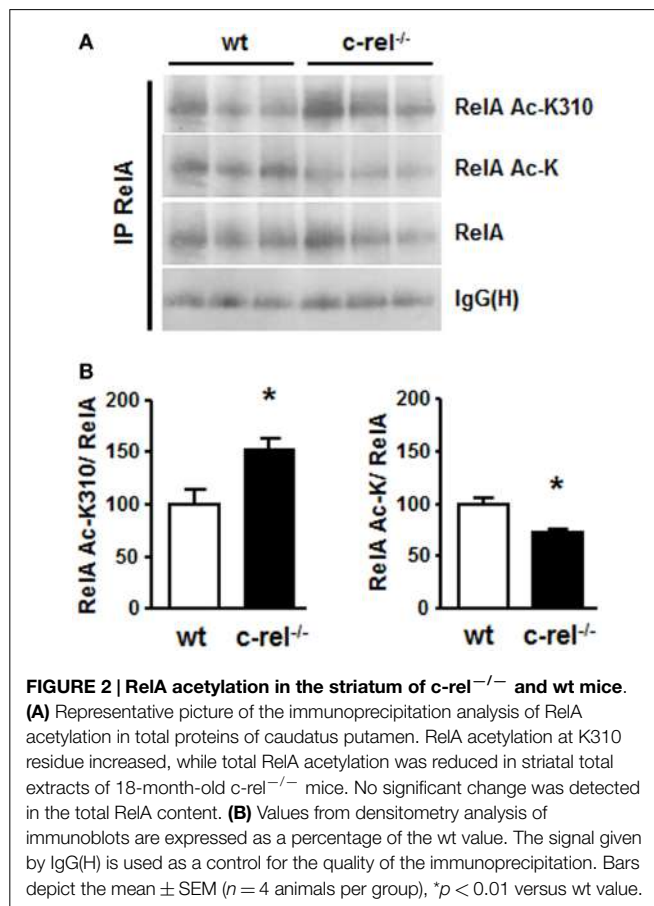 A
wt c-rel-/-
IP RelA
RelA Ac-K310
RelA Ac-K
RelA
IgG(H)
B
RelA Ac-K310/ RelA
200
150
100
50
0
*
wt c-rel-/-
RelA Ac-K/ RelA
200
150
100
50
0
*
wt c-rel-/-
FIGURE 2 | RelA acetylation in the striatum of c-rel−/− and wt mice.
(A) Representative picture of the immunoprecipitation analysis of RelA
acetylation in total proteins of caudatus putamen. RelA acetylation at K310
residue increased, while total RelA acetylation was reduced in striatal total
extracts of 18-month-old c-rel−/− mice. No significant change was detected
in the total RelA content. (B) Values from densitometry analysis of
immunoblots are expressed as a percentage of the wt value. The signal given
by IgG(H) is used as a control for the quality of the immunoprecipitation. Bars
depict the mean ± SEM (n = 4 animals per group), *p < 0.01 versus wt value.